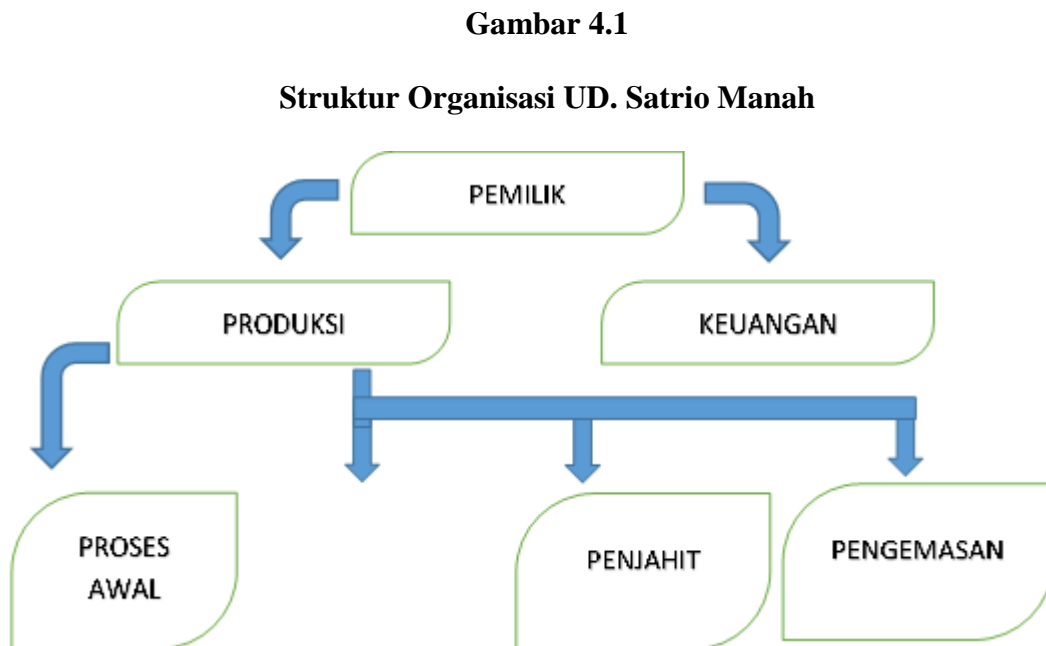 Gambar 4.1
Struktur Organisasi UD. Satrio Manah
PEMILIK
PRODUKSI
KEUANGAN
PROSES
AWAL
PENJAHIT
PENGEMASAN